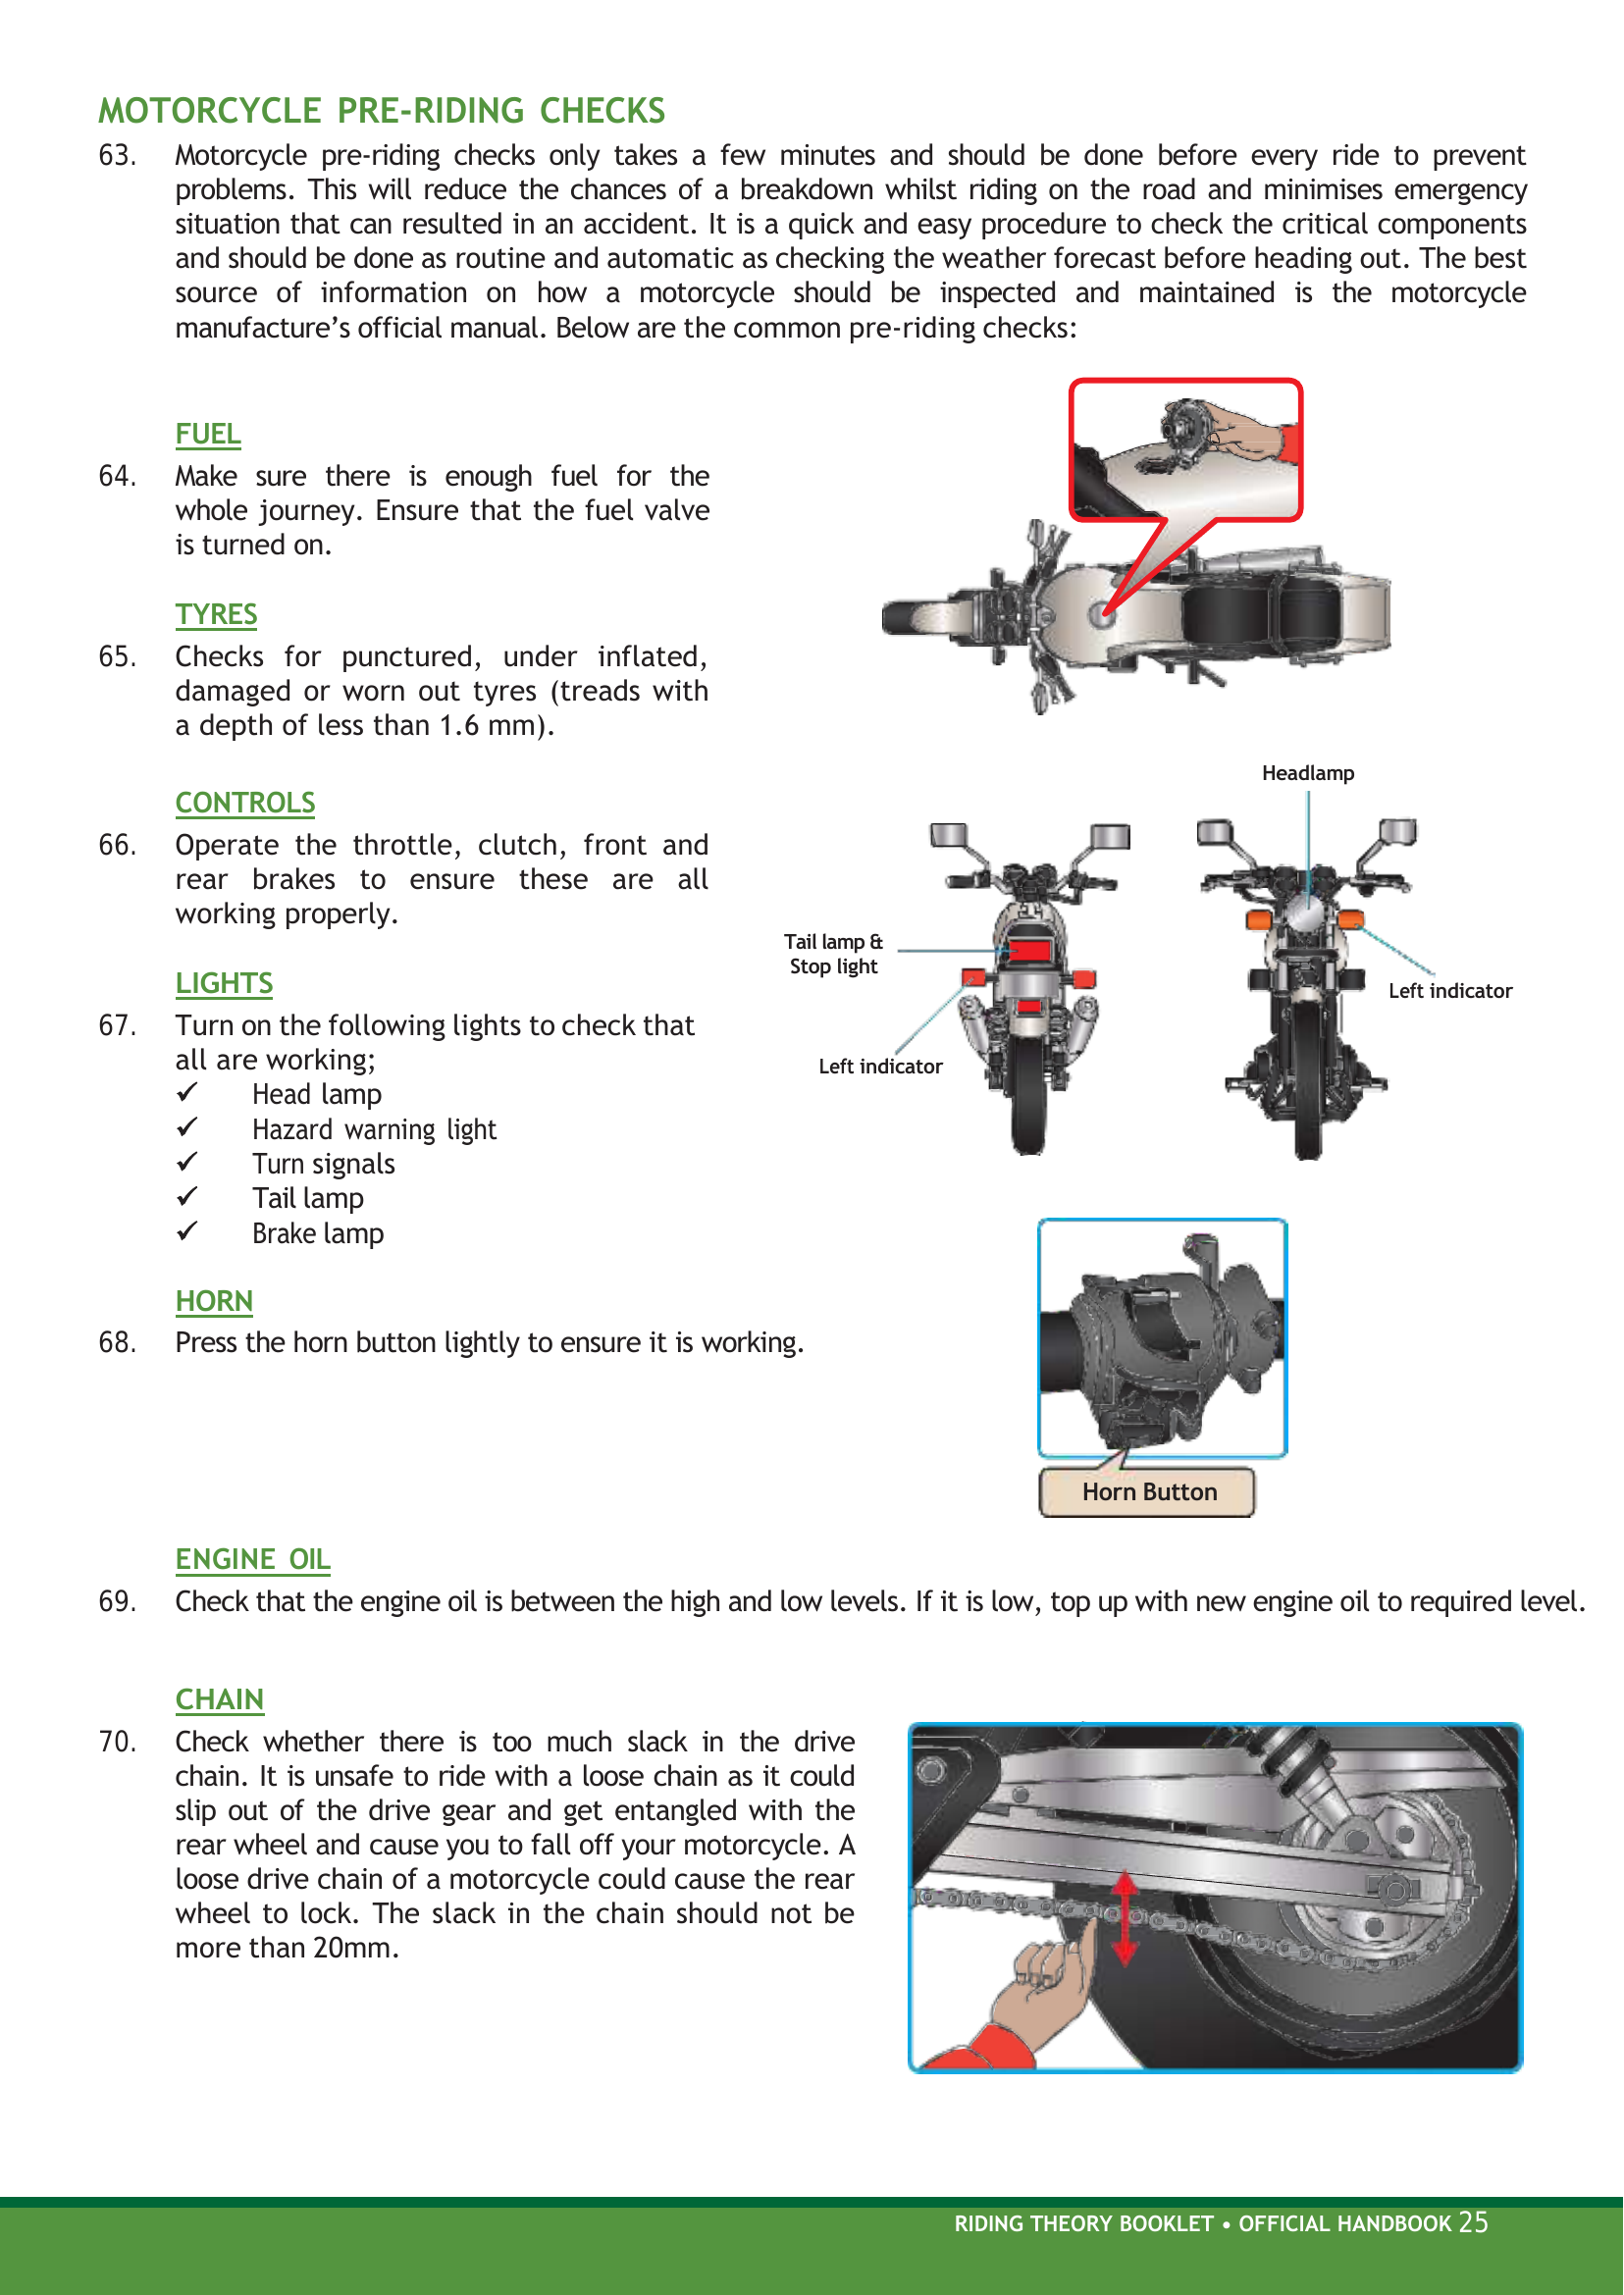 MOTORCYCLE PRE-RIDING CHECKS
63. Motorcycle pre-riding checks only takes a few minutes and should be done before every ride to prevent
problems. This will reduce the chances of a breakdown whilst riding on the road and minimises emergency
situation that can resulted in an accident. It is a quick and easy procedure to check the critical components
and should be done as routine and automatic as checking the weather forecast before heading out. The best
source of information on how a motorcycle should be inspected and maintained is the motorcycle
manufacture’s official manual. Below are the common pre-riding checks:
FUEL
64. Make sure there is enough fuel for the
whole journey. Ensure that the fuel valve
is turned on.
TYRES
65. Checks for punctured, under inflated,
damaged or worn out tyres (treads with
a depth of less than 1.6 mm).
CONTROLS
66. Operate the throttle, clutch, front and
rear brakes to ensure these are all
working properly.
Headlamp
Tail lamp &
Stop light
Left indicator
Left indicator
LIGHTS
67. Turn on the following lights to check that
all are working;
✓ Head lamp
✓ Hazard warning light
✓ Turn signals
✓ Tail lamp
✓ Brake lamp
HORN
68. Press the horn button lightly to ensure it is working.
Horn Button
ENGINE OIL
69. Check that the engine oil is between the high and low levels. If it is low, top up with new engine oil to required level.
CHAIN
70. Check whether there is too much slack in the drive
chain. It is unsafe to ride with a loose chain as it could
slip out of the drive gear and get entangled with the
rear wheel and cause you to fall off your motorcycle. A
loose drive chain of a motorcycle could cause the rear
wheel to lock. The slack in the chain should not be
more than 20mm.
RIDING THEORY BOOKLET • OFFICIAL HANDBOOK 25